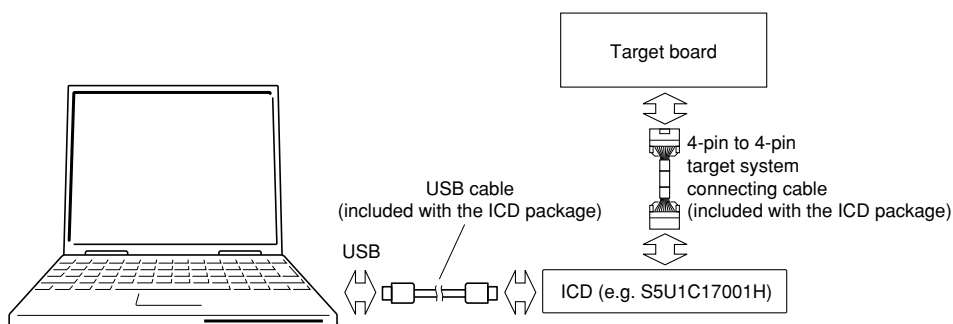 Target board
4-pin to 4-pin
target system
connecting cable
(included with the ICD package)
USB cable
(included with the ICD package)
USB
ICD (e.g. S5U1C17001H)